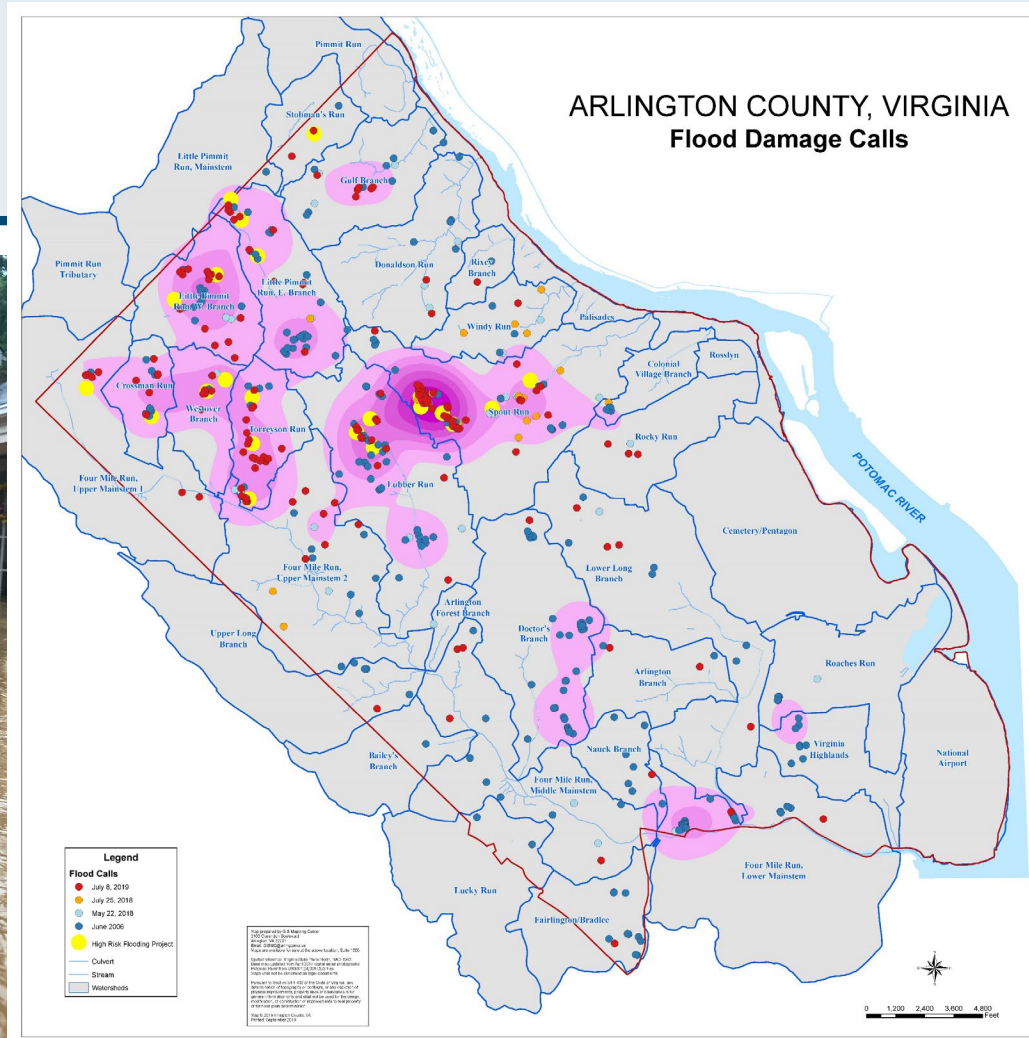 ARLINGTON COUNTY, VIRGINIA
Flood Damage Calls
Pimmit Run
Stohman's Run
Little Pimmit
Run, Mainstem
Gulf Branch
Pimmit Run
Tributary
Donaldson Run
Rixey
Branch
Little Pimmit
Run, E. Branch
Little Pimmit
Run, W. Branch
Windy Run
Palisades
Rosslyn
Colonial
Village Branch
Crossman Run
Westover
Branch
Spout Run
Torreyson Run
Rocky Run
POTOMAC RIVER
Four Mile Run,
Upper Mainstem 1
Lubber Run
Cemetery/Pentagon
Four Mile Run,
Upper Mainstem 2
Lower Long
Branch
Arlington
Forest Branch
Upper Long
Branch
Doctor's
Branch
Arlington
Branch
Roaches Run
Bailey's
Branch
Nauck Branch
Virginia
Highlands
National
Airport
Four Mile Run,
Middle Mainstem
Four Mile Run,
Lower Mainstem
Lucky Run
Fairlington/Bradlee
Legend
Flood Calls
July 8, 2019
July 25, 2018
May 22, 2018
June 2006
High Risk Flooding Project
Culvert
Stream
Watersheds
0 1,200 2,400 3,600 4,800
Feet